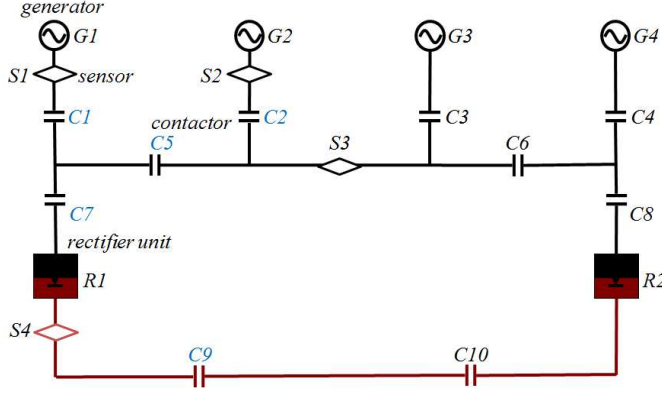 generator
G1
G2
G3
G4
S1
sensor
S2
C1
contactor
C2
C3
C4
C5
S3
C6
C7
C8
rectifier unit
R1
R2
S4
C9
C10